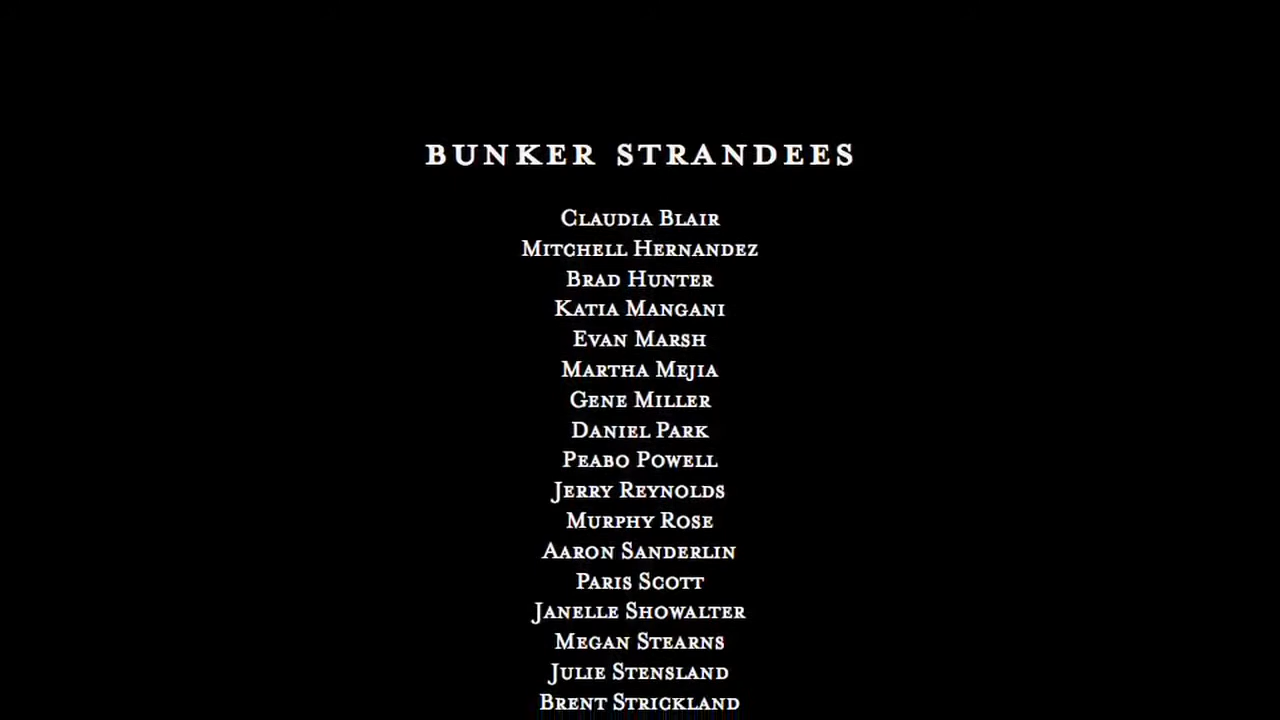 BUNKER STRANDEES
CLAUDIA BLAIR
MITCHELL HERNANDEZ
BRAD HUNTER
KATIA MANGANI
EVAN MARSH
MARTHA MEJIA
GENE MILLER
DANIEL PARK
PEABO POWELL
JERRY REYNOLDS
MURPHY ROSE
AARON SANDERLIN
PARIS SCOTT
JANELLE SHOWALTER
MEGAN STEARNS
JULIE STENSLAND
BRENT STRICKLAND